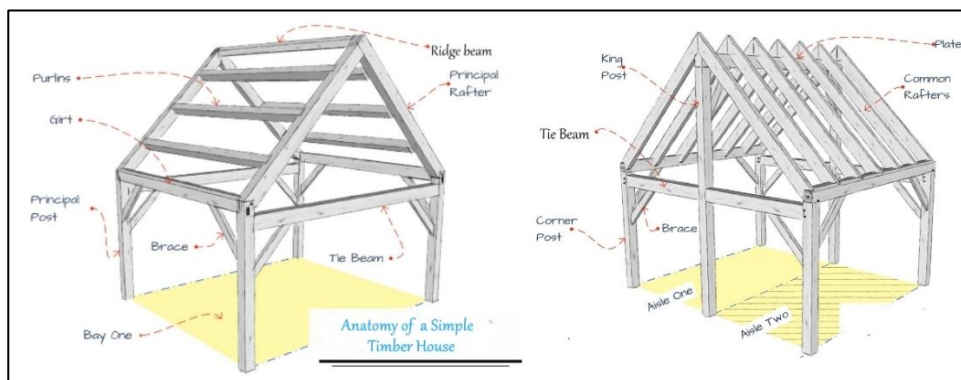 Ridge beam
Purlins
Principal
Rafter
Girt
Principal
Post
Brace
Tie Beam
Bay One
Anatomy of a Simple
Timber House
King
Post
Plate
Common
Rafters
Tie Beam
Corner
Post
Brace
Aisle One
Aisle Two